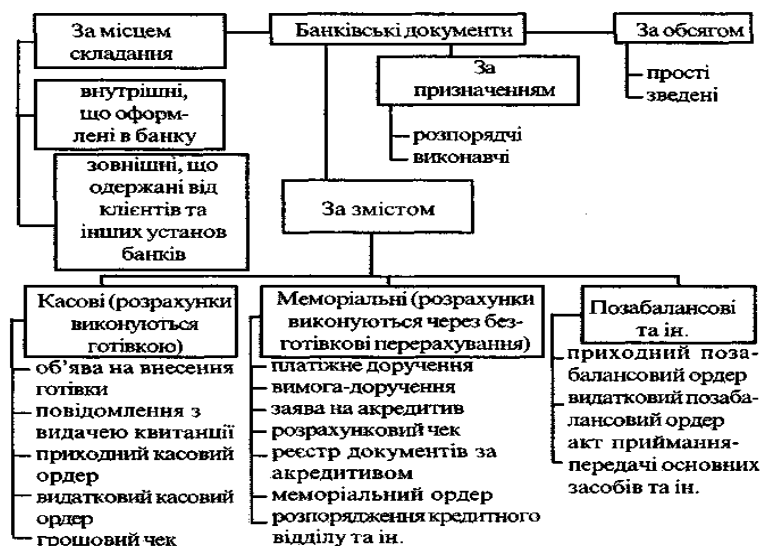 За місцем
складання
Банківські документи
За обсягом
прості
зведені
За
призначенням
розпорядчі
виконавчі
внутрішні,
що оформ-
лені в банку
зовнішні, що
одержані від
клієнтів та
інших установ
банків
За змістом
Касові (розрахунки
виконуються
готівкою)
об’ява на внесення
готівки
повідомлення з
видачею квитанції
приходний касовий
ордер
видатковий касовий
ордер
грошовий чек
Меморіальні (розрахунки
виконуються через без-
готівкові перерахування)
платіжне доручення
вимога-доручення
заява на акредитив
розрахунковий чек
реєстр документів за
акредитивом
меморіальний ордер
розпорядження кредитного
відділу та ін.
Позабалансові
та ін.
приходний поза-
балансовий ордер
видатковий позаба-
лансовий ордер
акт приймання-
передачі основних
засобів та ін.